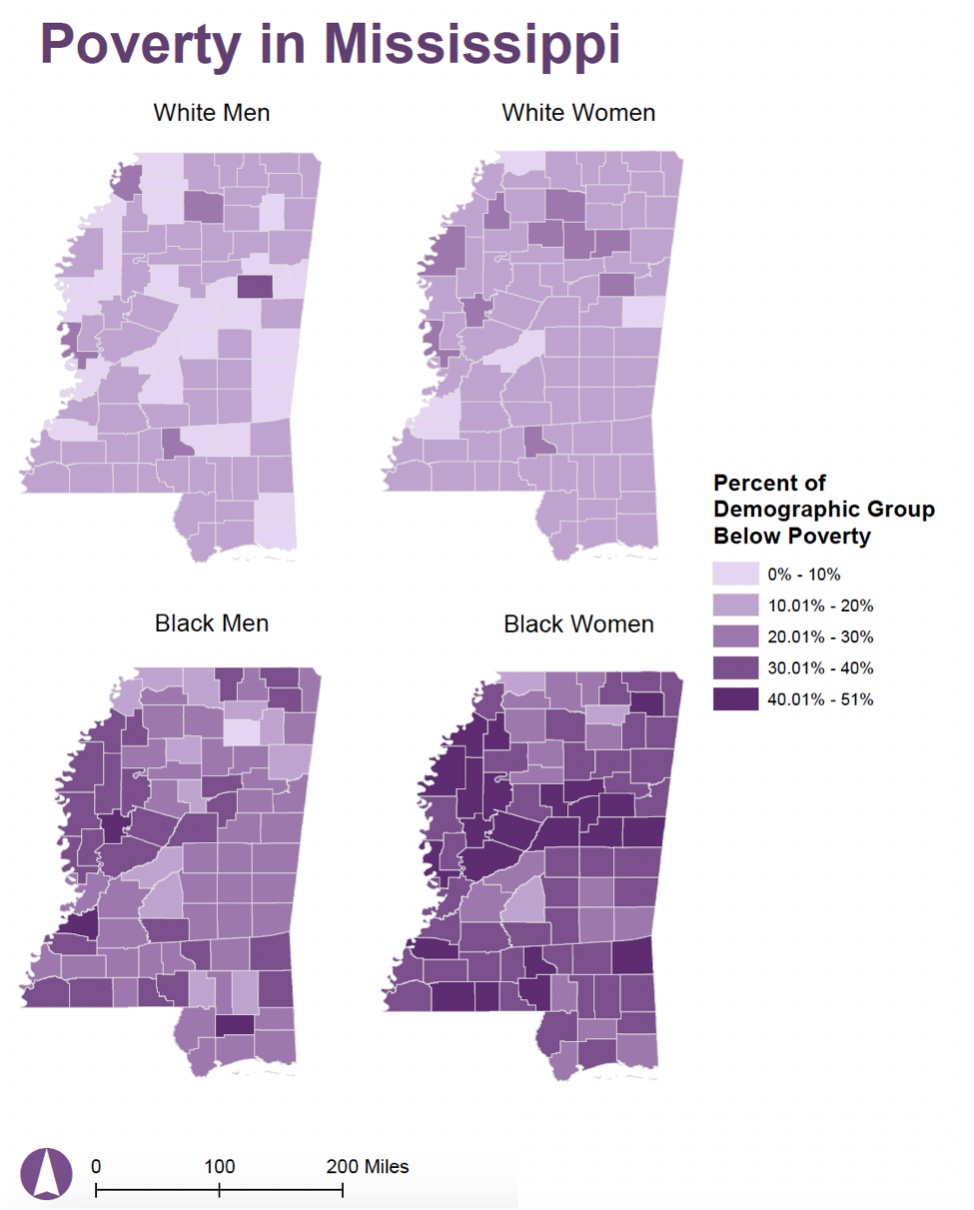 Poverty in Mississippi
White Men
White Women
Percent of
Demographic Group
Below Poverty
0% - 10%
10.01% - 20%
20.01% - 30%
30.01% - 40%
40.01% - 51%
Black Men
Black Women
0
100
200 Miles